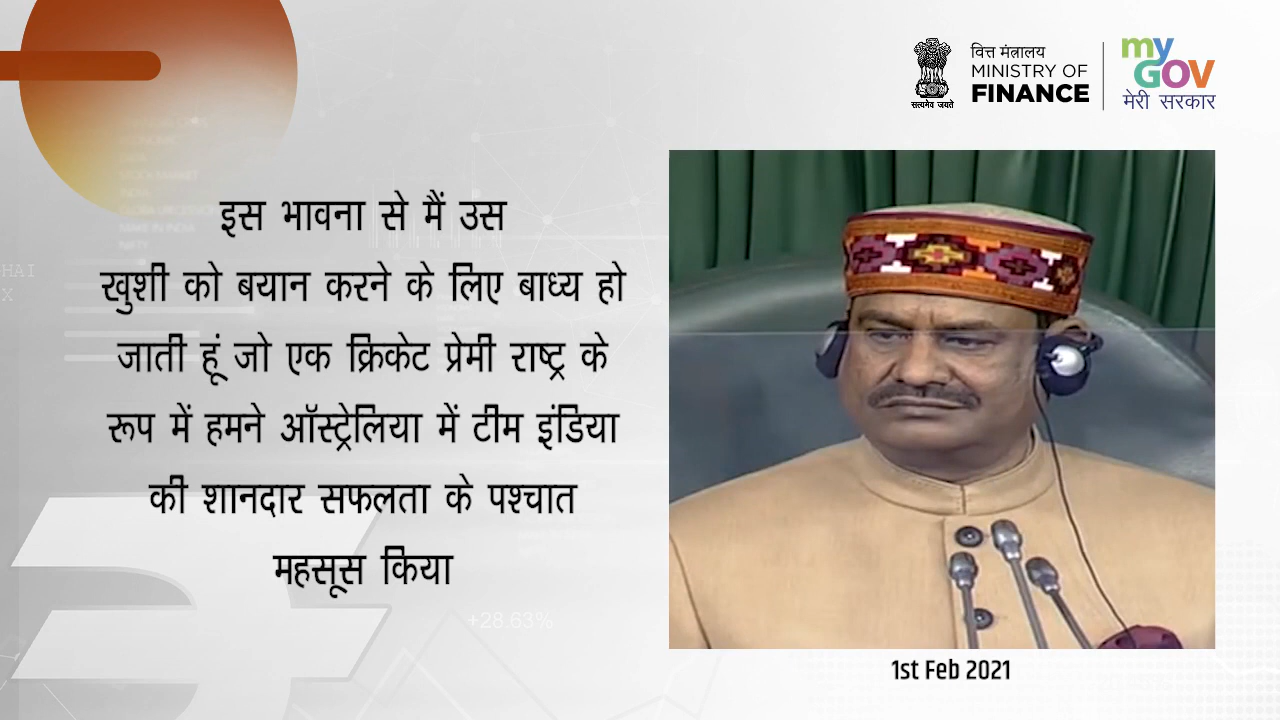 सत्यमेव जयते
वित्त मंत्रालय
MINISTRY OF
FINANCE
my
GOV
मेरी सरकार
इस भावना से मैं उस
खुशी को बयान करने के लिए बाध्य हो
जाती हूं जो एक क्रिकेट प्रेमी राष्ट्र के
रूप में हमने ऑस्ट्रेलिया में टीम इंडिया
की शानदार सफलता के पश्चात
महसूस किया
+28.63%
1st Feb 2021